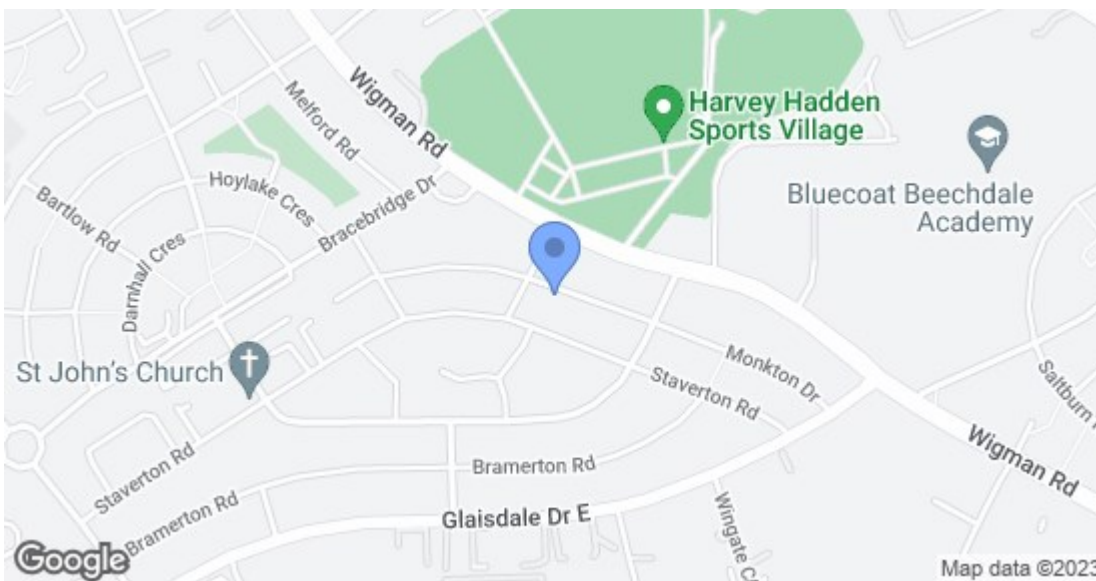 Wigman Rd
Harvey Hadden
Sports Village
Melford Rd
Bluecoat Beechdale
Academy
Hoylake Cres
Bracebridge Dr
Bartlow Rd
Darnhall Cres
St John's Church
Monkton Dr
Staverton Rd
Saltburn
Wigman Rd
Staverton Rd
Bramerton Rd
Bramerton Rd
Glaisdale Dr E
Wingate
Google
Map data ©2023